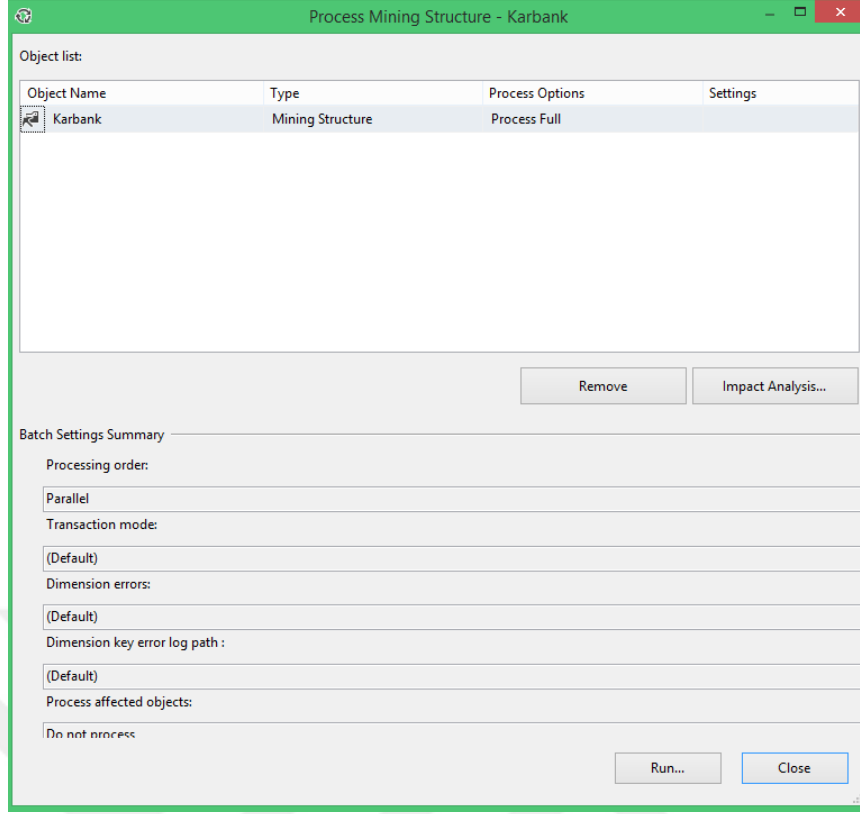 Process Mining Structure - Karbank
Object list:
Object Name Type Process Options Settings
Karbank Mining Structure Process Full
Remove Impact Analysis...
Batch Settings Summary
Processing order:
Parallel
Transaction mode:
(Default)
Dimension errors:
(Default)
Dimension key error log path :
(Default)
Process affected objects:
Do not process
Run... Close